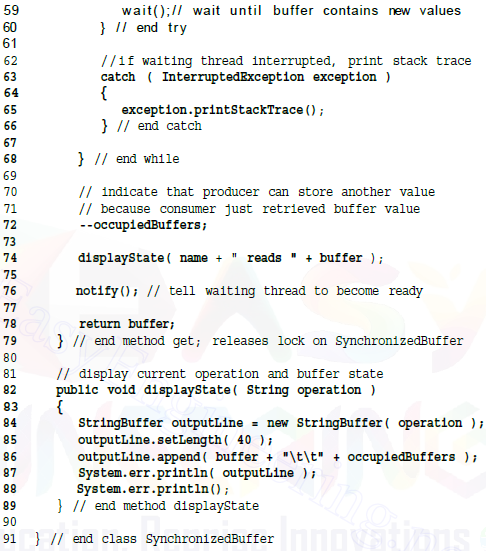 59 wait();// wait until buffer contains new values
60 } // end try
61
62 //if waiting thread interrupted, print stack trace
63 catch ( InterruptedException exception )
64 {
65 exception.printStackTrace();
66 } // end catch
67
68 } // end while
69
70 // indicate that producer can store another value
71 // because consumer just retrieved buffer value
72 --occupiedBuffers;
73
74 displayState( name + " reads " + buffer );
75
76 notify(); // tell waiting thread to become ready
77
78 return buffer;
79 } // end method get; releases lock on SynchronizedBuffer
80
81 // display current operation and buffer state
82 public void displayState( String operation )
83 {
84 StringBuffer outputLine = new StringBuffer( operation );
85 outputLine.setLength( 40 );
86 outputLine.append( buffer + "\t\t" + occupiedBuffers );
87 System.err.println( outputLine );
88 System.err.println();
89 } // end method displayState
90
91 } // end class SynchronizedBuffer